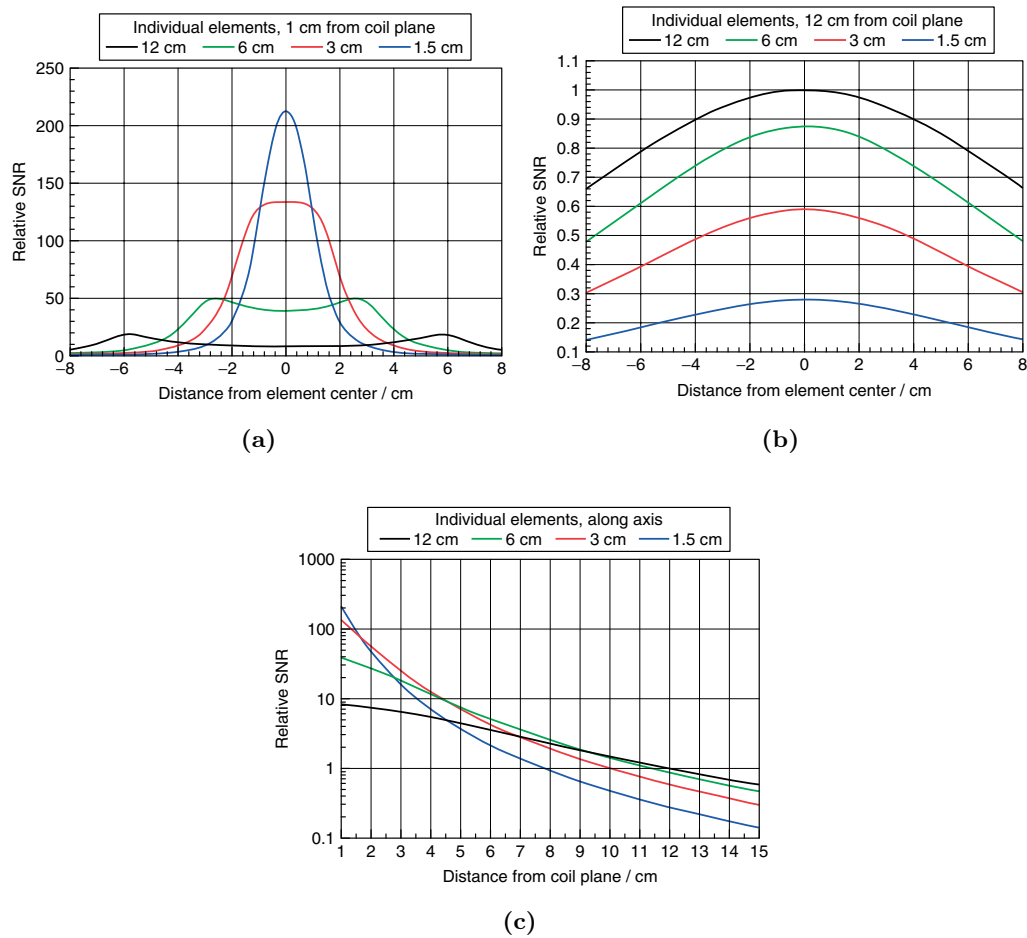 Individual elements, 1 cm from coil plane
12 cm 6 cm 3 cm 1.5 cm
250
200
150
100
50
0
Relative SNR
−8 −6 −4 −2 0 2 4 6 8
Distance from element center / cm
(a)
Individual elements, 12 cm from coil plane
12 cm 6 cm 3 cm 1.5 cm
1.1
1
0.9
0.8
0.7
0.6
0.5
0.4
0.3
0.2
0.1
Relative SNR
−8 −6 −4 −2 0 2 4 6 8
Distance from element center / cm
(b)
Individual elements, along axis
12 cm 6 cm 3 cm 1.5 cm
1000
100
10
1
0.1
Relative SNR
1 2 3 4 5 6 7 8 9 10 11 12 13 14 15
Distance from coil plane / cm
(c)